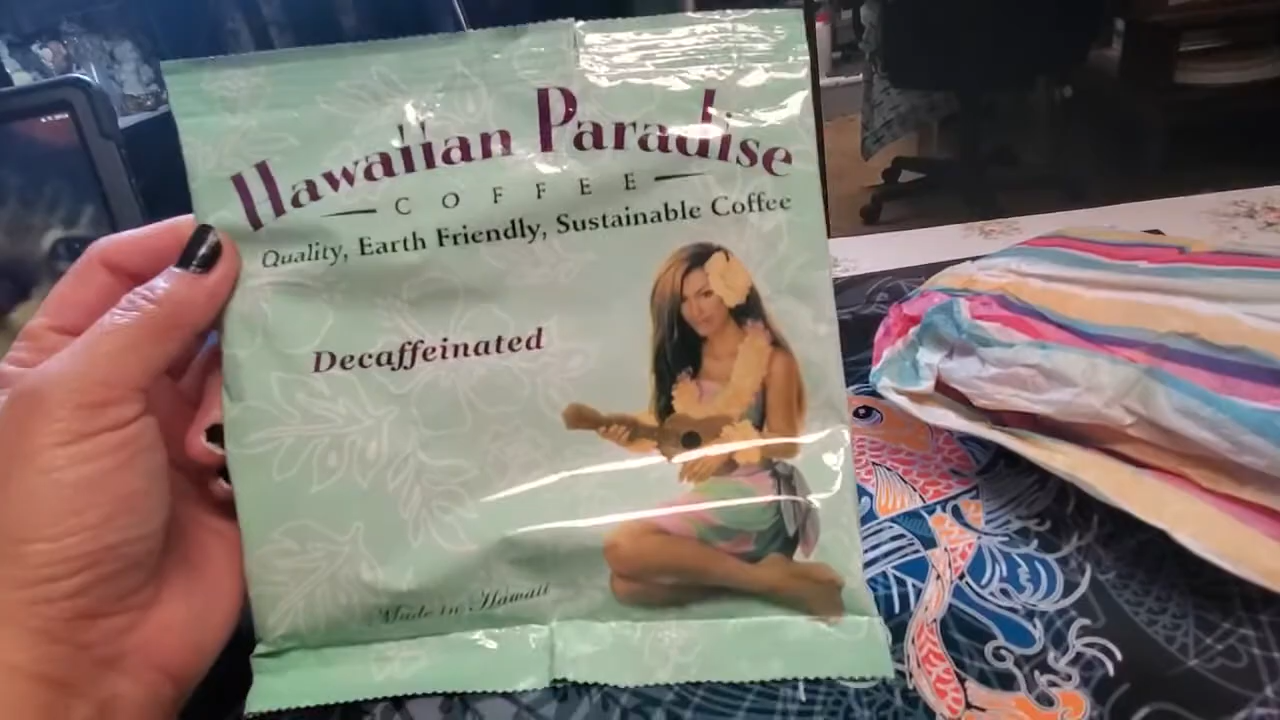 Hawaiian Paradise
COFFEE
Quality, Earth Friendly, Sustainable Coffee
Decaffeinated
Made in Hawaii